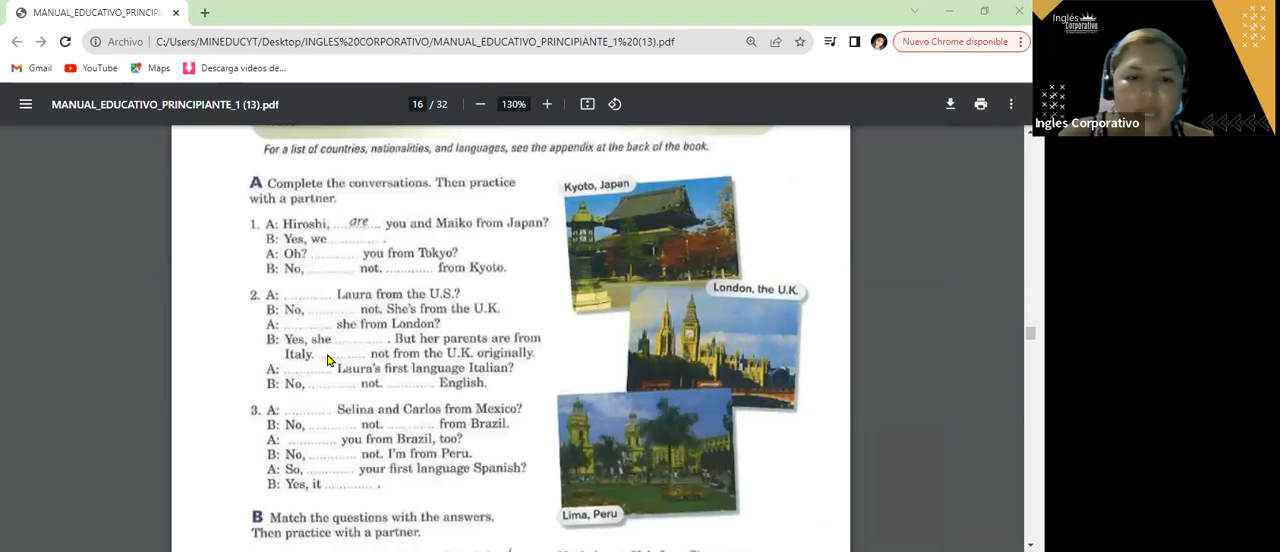 MANUAL_EDUCATIVO_PRINCIPI
Archivo
C:/Users/MINEDUCYT/Desktop/INGLES%20CORPORATIVO/MANUAL_EDUCATIVO_PRINCIPIANTE_1%20(13).pdf
Nuevo Chrome disponible
Gmail
YouTube
Maps
Descarga videos de...
MANUAL_EDUCATIVO_PRINCIPIANTE_1 (13).pdf
16 / 32
130%
Inglés
Corporativo
Ingles Corporativo
For a list of countries, nationalities, and languages, see the appendix at the back of the book.
A Complete the conversations. Then practice
with a partner.
1. A: Hiroshi, are you and Maiko from Japan?
B: Yes, we .
A: Oh? you from Tokyo?
B: No, not. from Kyoto.
2. A: Laura from the U.S.?
B: No, not. She's from the U.K.
A: she from London?
B: Yes, she . But her parents are from
Italy. not from the U.K. originally.
A: Laura's first language Italian?
B: No, not. English.
3. A: Selina and Carlos from Mexico?
B: No, not. from Brazil.
A: you from Brazil, too?
B: No, not. I'm from Peru.
A: So, your first language Spanish?
B: Yes, it .
B Match the questions with the answers.
Then practice with a partner.
Kyoto, Japan
London, the U.K.
Lima, Peru